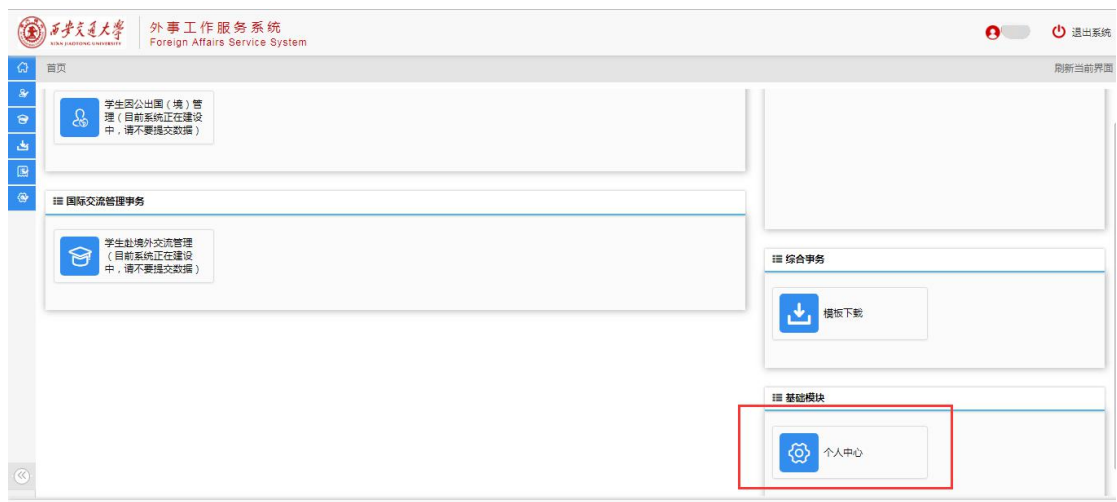 西安交通大学
XI'AN JIAOTONG UNIVERSITY
外事工作服务系统
Foreign Affairs Service System
退出系统
首页
刷新当前界面
学生因公出国（境）管
理（目前系统正在建设
中，请不要提交数据）
国际交流管理事务
学生赴境外交流管理
（目前系统正在建设
中，请不要提交数据）
综合事务
模板下载
基础模块
个人中心